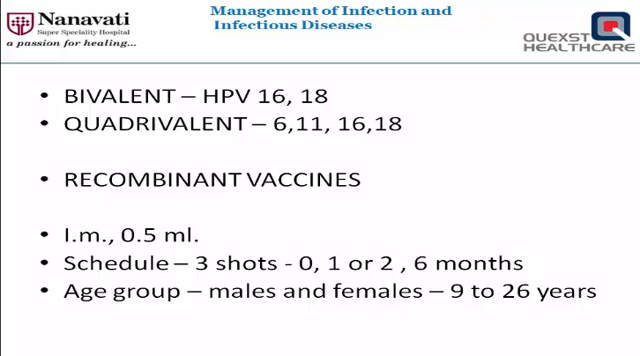 Nanavati
Super Speciality Hospital
a passion for healing...
Management of Infection and
Infectious Diseases
QUEXST
HEALTHCARE
• BIVALENT – HPV 16, 18
• QUADRIVALENT – 6,11, 16,18
• RECOMBINANT VACCINES
• I.m., 0.5 ml.
• Schedule – 3 shots - 0, 1 or 2 , 6 months
• Age group – males and females – 9 to 26 years